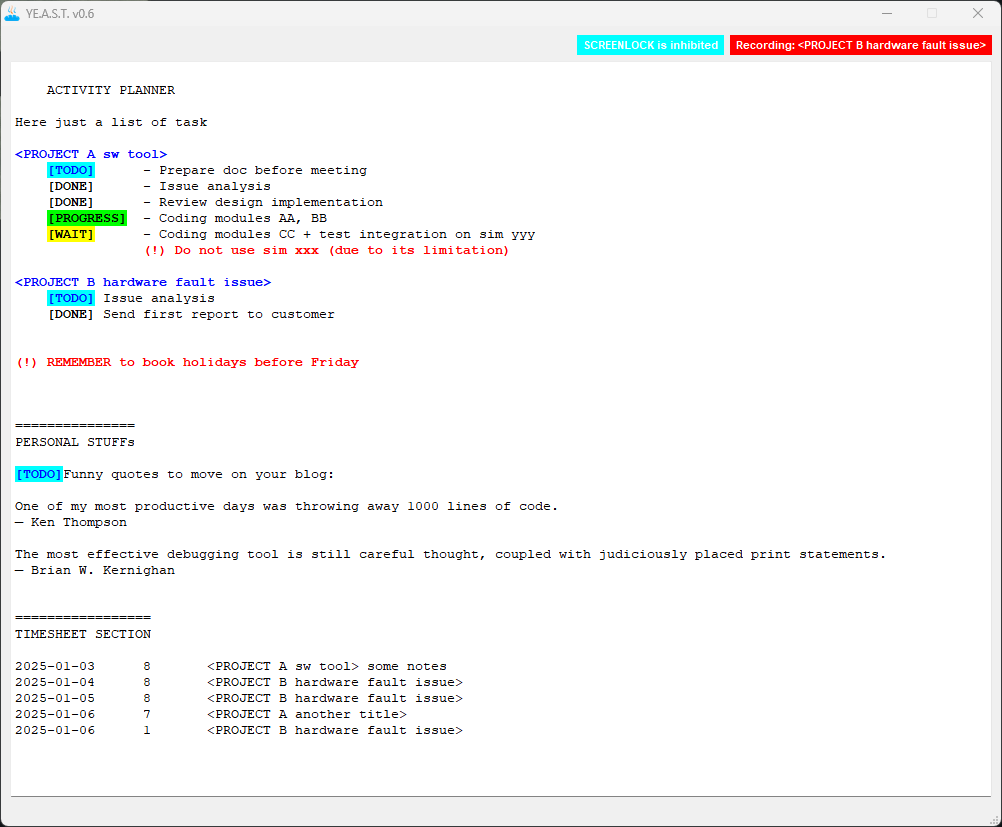 YE.A.S.T. v0.6
SCREENLOCK is inhibited Recording: <PROJECT B hardware fault issue>
ACTIVITY PLANNER
Here just a list of task
<PROJECT A sw tool>
[TODO] - Prepare doc before meeting
[DONE] - Issue analysis
[DONE] - Review design implementation
[PROGRESS] - Coding modules AA, BB
[WAIT] - Coding modules CC + test integration on sim yyy
(!) Do not use sim xxx (due to its limitation)
<PROJECT B hardware fault issue>
[TODO] Issue analysis
[DONE] Send first report to customer
(!) REMEMBER to book holidays before Friday
===============
PERSONAL STUFFs
[TODO]Funny quotes to move on your blog:
One of my most productive days was throwing away 1000 lines of code.
— Ken Thompson
The most effective debugging tool is still careful thought, coupled with judiciously placed print statements.
— Brian W. Kernighan
=================
TIMESHEET SECTION
2025-01-03 8 <PROJECT A sw tool> some notes
2025-01-04 8 <PROJECT B hardware fault issue>
2025-01-05 8 <PROJECT B hardware fault issue>
2025-01-06 7 <PROJECT A another title>
2025-01-06 1 <PROJECT B hardware fault issue>